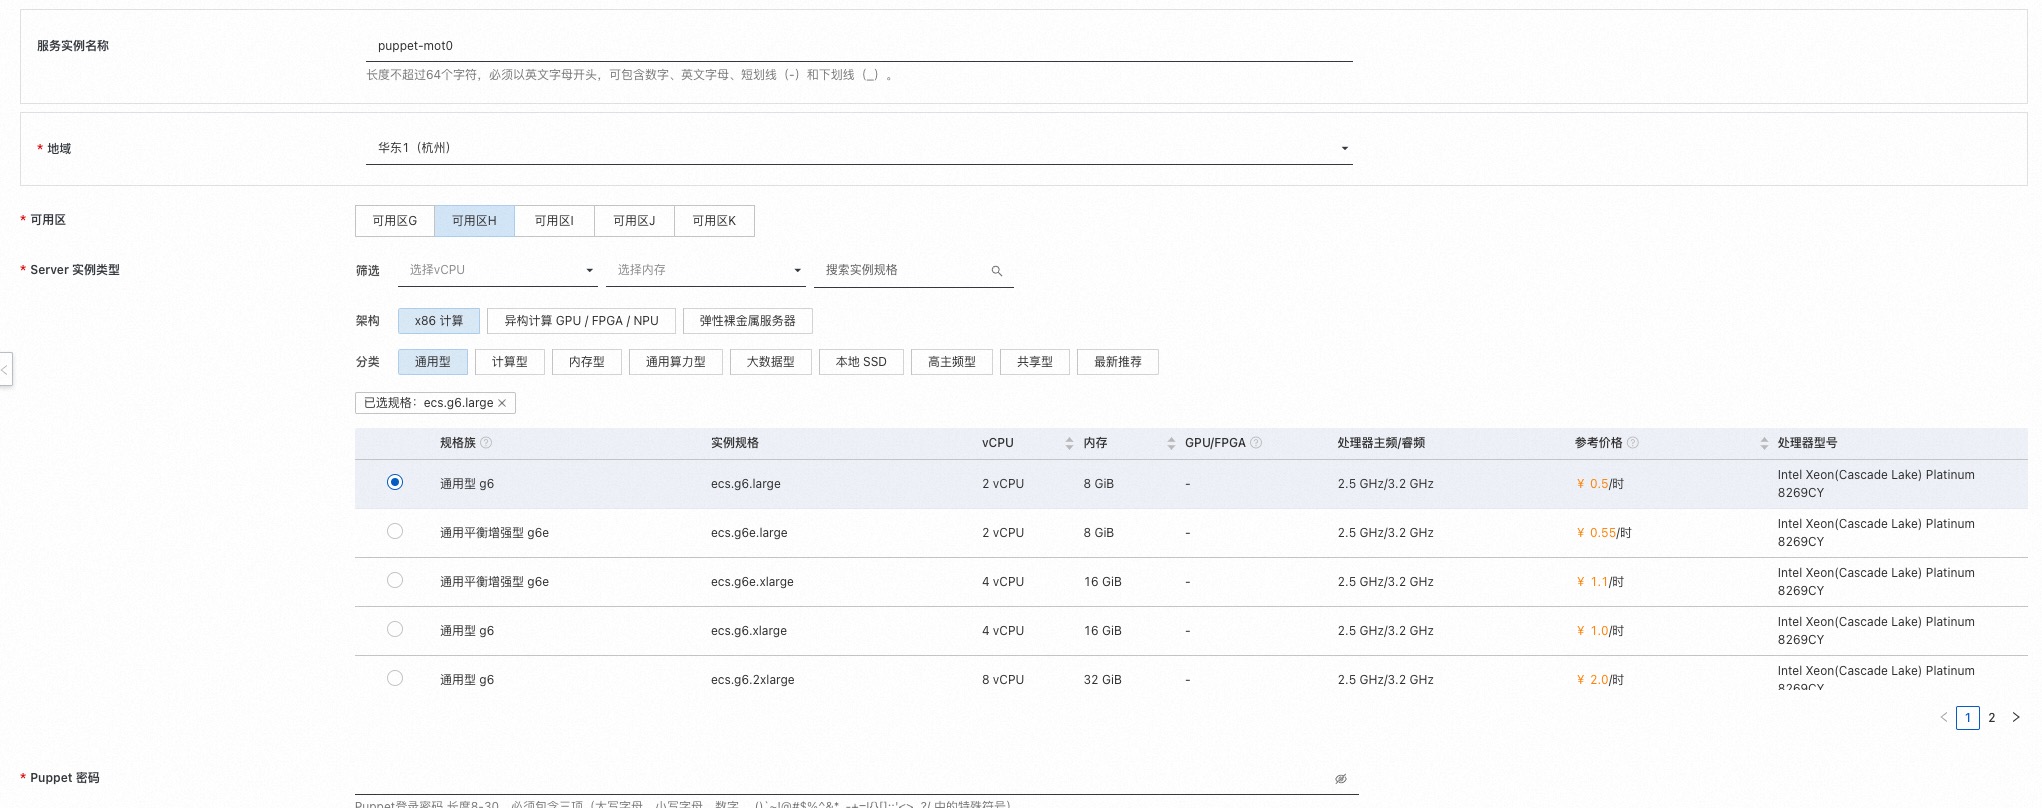 服务实例名称 puppet-mot0
长度不超过64个字符，必须以英文字母开头，可包含数字、英文字母、短划线（-）和下划线（_）。
* 地域 华东1（杭州）
* 可用区 可用区G 可用区H 可用区I 可用区J 可用区K
* Server 实例类型 筛选 选择vCPU 选择内存 搜索实例规格
架构 x86 计算 异构计算 GPU / FPGA / NPU 弹性裸金属服务器
分类 通用型 计算型 内存型 通用算力型 大数据型 本地 SSD 高主频型 共享型 最新推荐
已选规格：ecs.g6.large ×
规格族 实例规格 vCPU 内存 GPU/FPGA 处理器主频/睿频 参考价格 处理器型号
通用型 g6 ecs.g6.large 2 vCPU 8 GiB - 2.5 GHz/3.2 GHz ¥ 0.5/时 Intel Xeon(Cascade Lake) Platinum
8269CY
通用平衡增强型 g6e ecs.g6e.large 2 vCPU 8 GiB - 2.5 GHz/3.2 GHz ¥ 0.55/时 Intel Xeon(Cascade Lake) Platinum
8269CY
通用平衡增强型 g6e ecs.g6e.xlarge 4 vCPU 16 GiB - 2.5 GHz/3.2 GHz ¥ 1.1/时 Intel Xeon(Cascade Lake) Platinum
8269CY
通用型 g6 ecs.g6.xlarge 4 vCPU 16 GiB - 2.5 GHz/3.2 GHz ¥ 1.0/时 Intel Xeon(Cascade Lake) Platinum
8269CY
通用型 g6 ecs.g6.2xlarge 8 vCPU 32 GiB - 2.5 GHz/3.2 GHz ¥ 2.0/时 Intel Xeon(Cascade Lake) Platinum
8269CY
< 1 2 >
* Puppet 密码
Puppet登录密码,长度8-30，必须包含三项（大写字母、小写字母、数字、